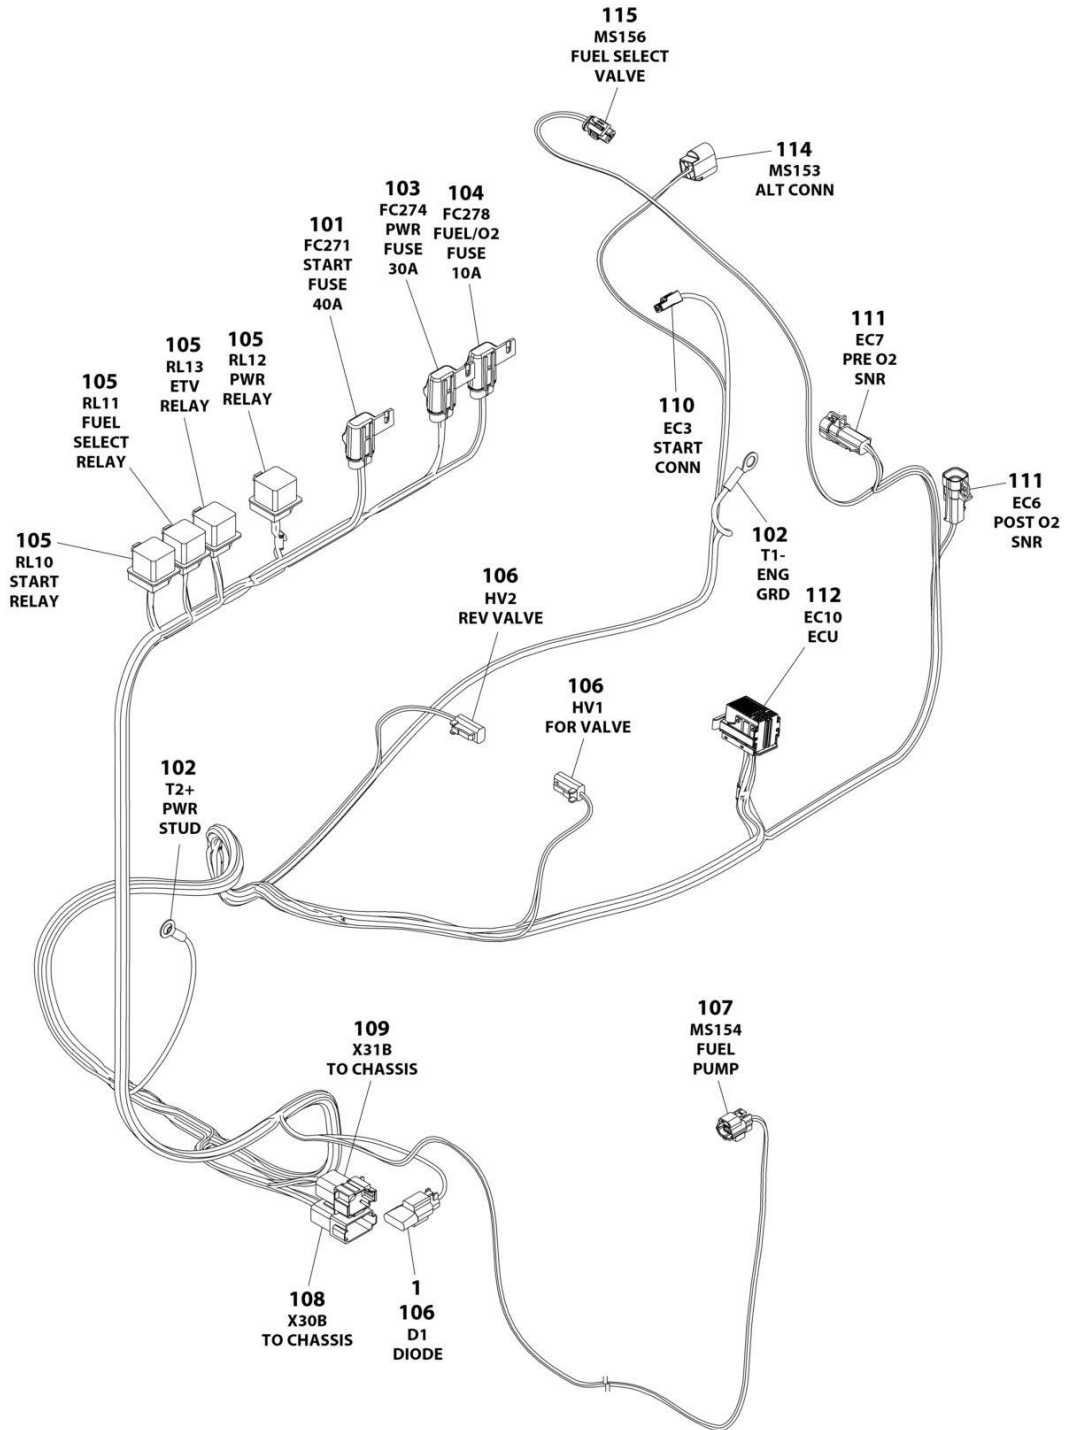 115
MS156
FUEL SELECT
VALVE
114
MS153
ALT CONN
103
FC274
PWR
FUSE
30A
104
FC278
FUEL/O2
FUSE
10A
101
FC271
START
FUSE
40A
105
RL12
PWR
RELAY
105
RL13
ETV
RELAY
105
RL11
FUEL
SELECT
RELAY
105
RL10
START
RELAY
111
EC7
PRE O2
SNR
110
EC3
START
CONN
111
EC6
POST O2
SNR
102
T1-
ENG
GRD
112
EC10
ECU
106
HV2
REV VALVE
106
HV1
FOR VALVE
102
T2+
PWR
STUD
107
MS154
FUEL
PUMP
109
X31B
TO CHASSIS
108
X30B
TO CHASSIS
1
106
D1
DIODE